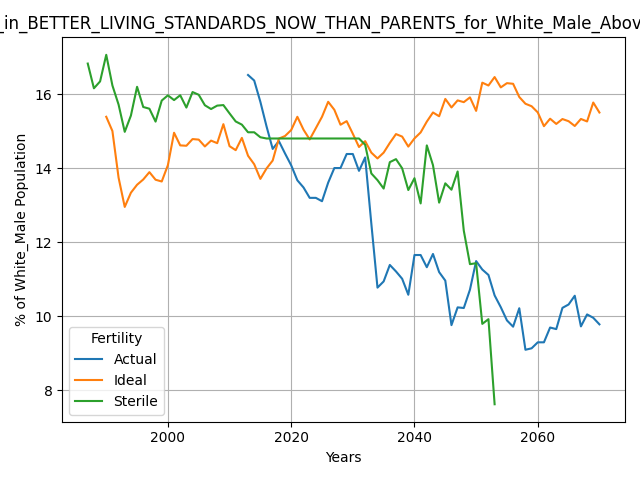 _in_BETTER_LIVING_STANDARDS_NOW_THAN_PARENTS_for_White_Male_Abov
% of White_Male Population
16
14
12
10
8
Fertility
Actual
Ideal
Sterile
2000 2020 2040 2060
Years